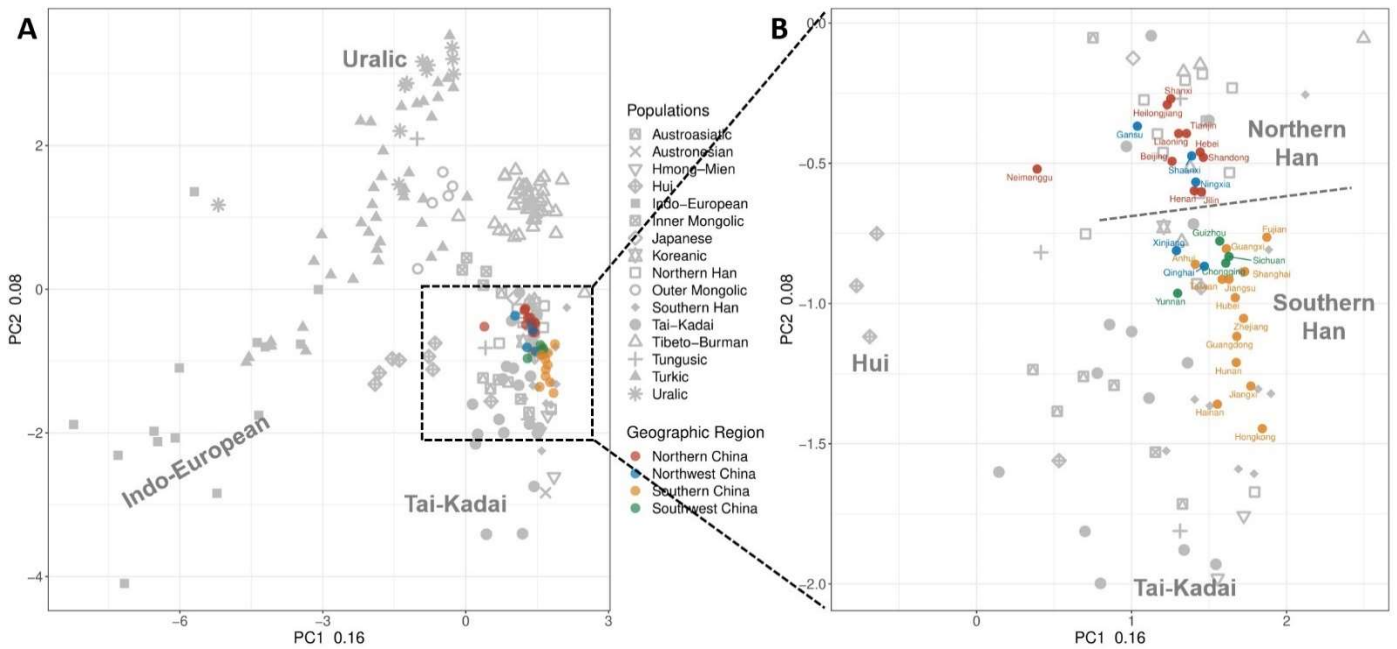 A
Uralic
Indo-European
Tai-Kadai
2
0
−2
−4
PC2 0.08
−6
−3
0
3
PC1 0.16
Populations
Austroasiatic
Austronesian
Hmong−Mien
Hui
Indo−European
Inner Mongolic
Japanese
Koreanic
Northern Han
Outer Mongolic
Southern Han
Tai−Kadai
Tibeto−Burman
Tungusic
Turkic
Uralic
Geographic Region
Northern China
Northwest China
Southern China
Southwest China
B
0.0
−0.5
−1.0
−1.5
−2.0
PC2 0.08
Shanxi
Heilongjiang
Gansu
Tianjin
Liaoning
Hebei
Beijing
Shandong
Shaanxi
Neimanggu
Ningxia
Henan
Jilin
Northern
Han
Fujian
Guizhou
Xinjiang
Guangxi
Anhui
Sichuan
Qinghai
Chongqing
Shanghai
Jiangsu
Yunnan
Hubei
Zhejiang
Guangdong
Hunan
Jiangxi
Hainan
Hongkong
Southern
Han
Hui
Tai-Kadai
0
1
2
PC1 0.16